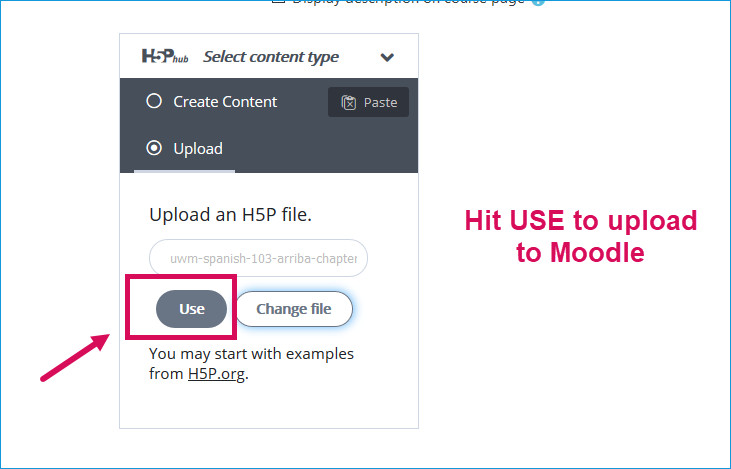 Display description on course page
H5P hub Select content type
Create Content
Paste
Upload
Upload an H5P file.
uwm-spanish-103-arriba-chapter
Use
Change file
You may start with examples
from H5P.org.
Hit USE to upload
to Moodle